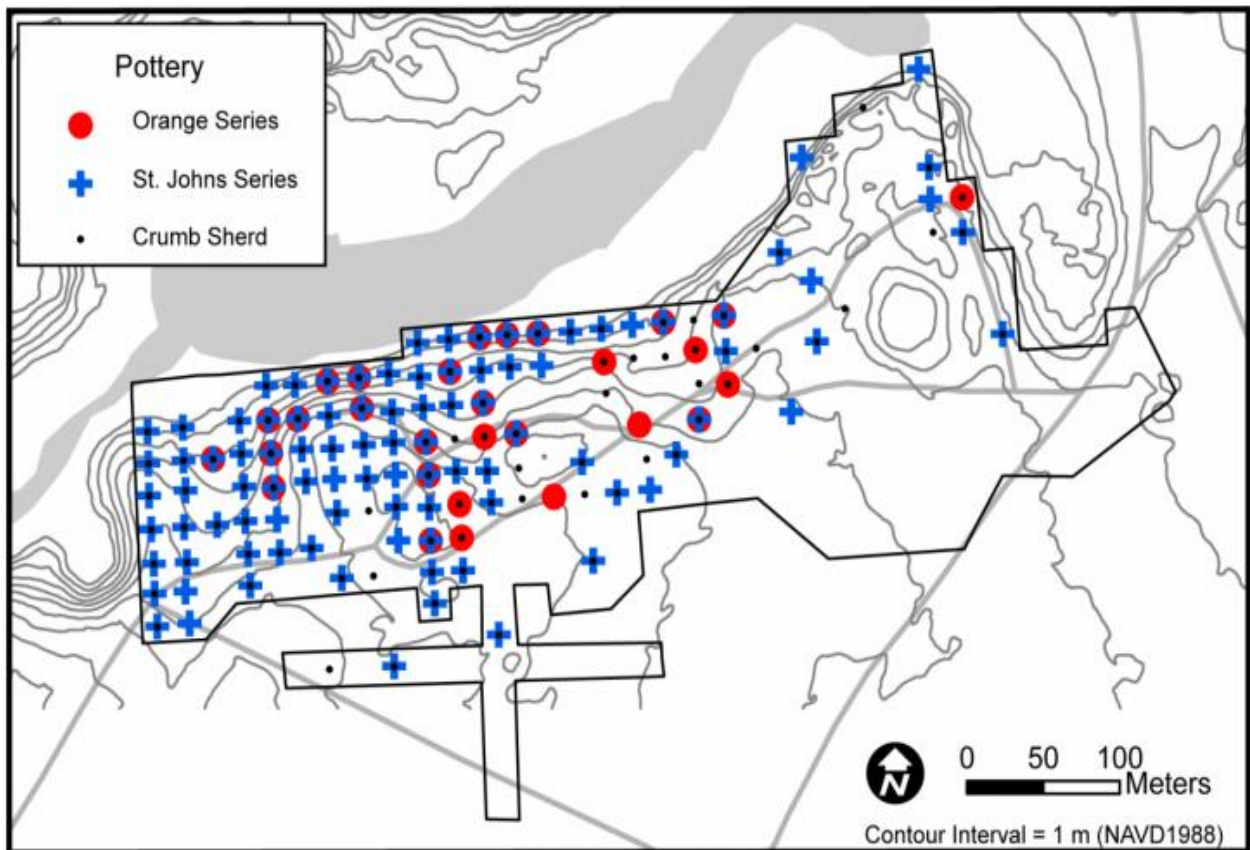 Pottery
Orange Series
St. Johns Series
Crumb Sherd
N
0 50 100
Meters
Contour Interval = 1 m (NAVD1988)